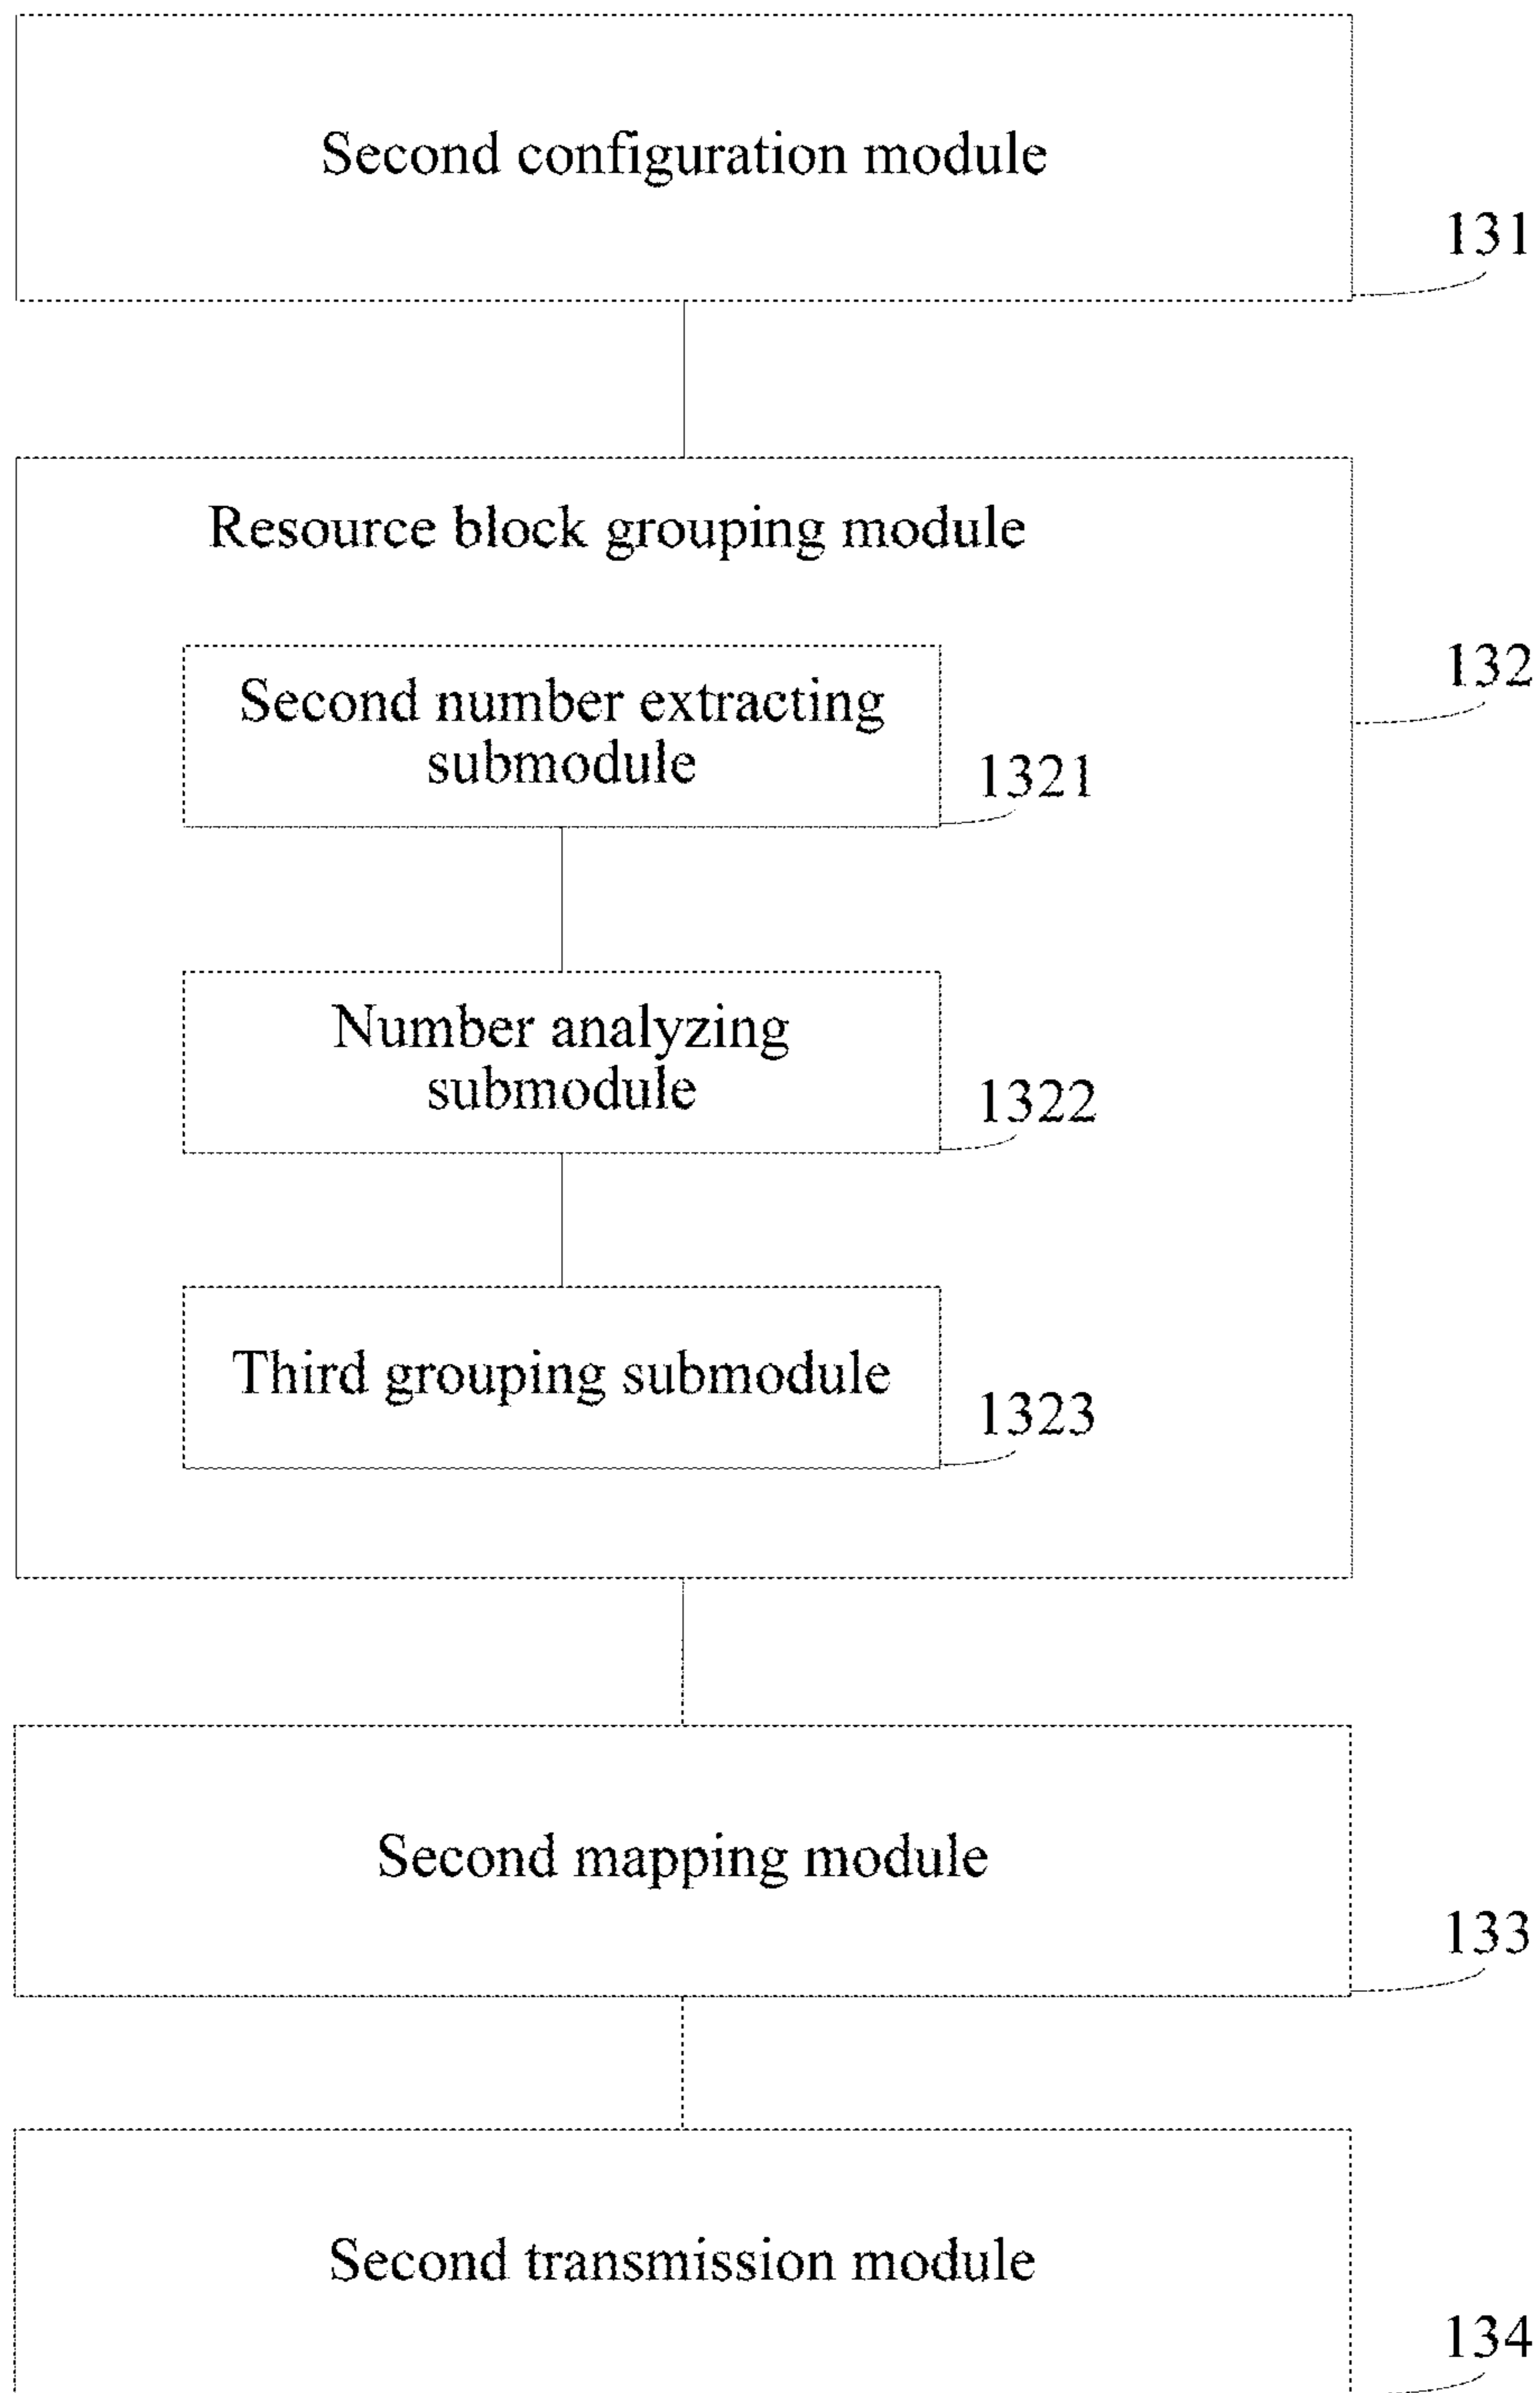 Second configuration module
131
Resource block grouping module
132
Second number extracting
submodule
1321
Number analyzing
submodule
1322
Third grouping submodule
1323
Second mapping module
133
Second transmission module
134